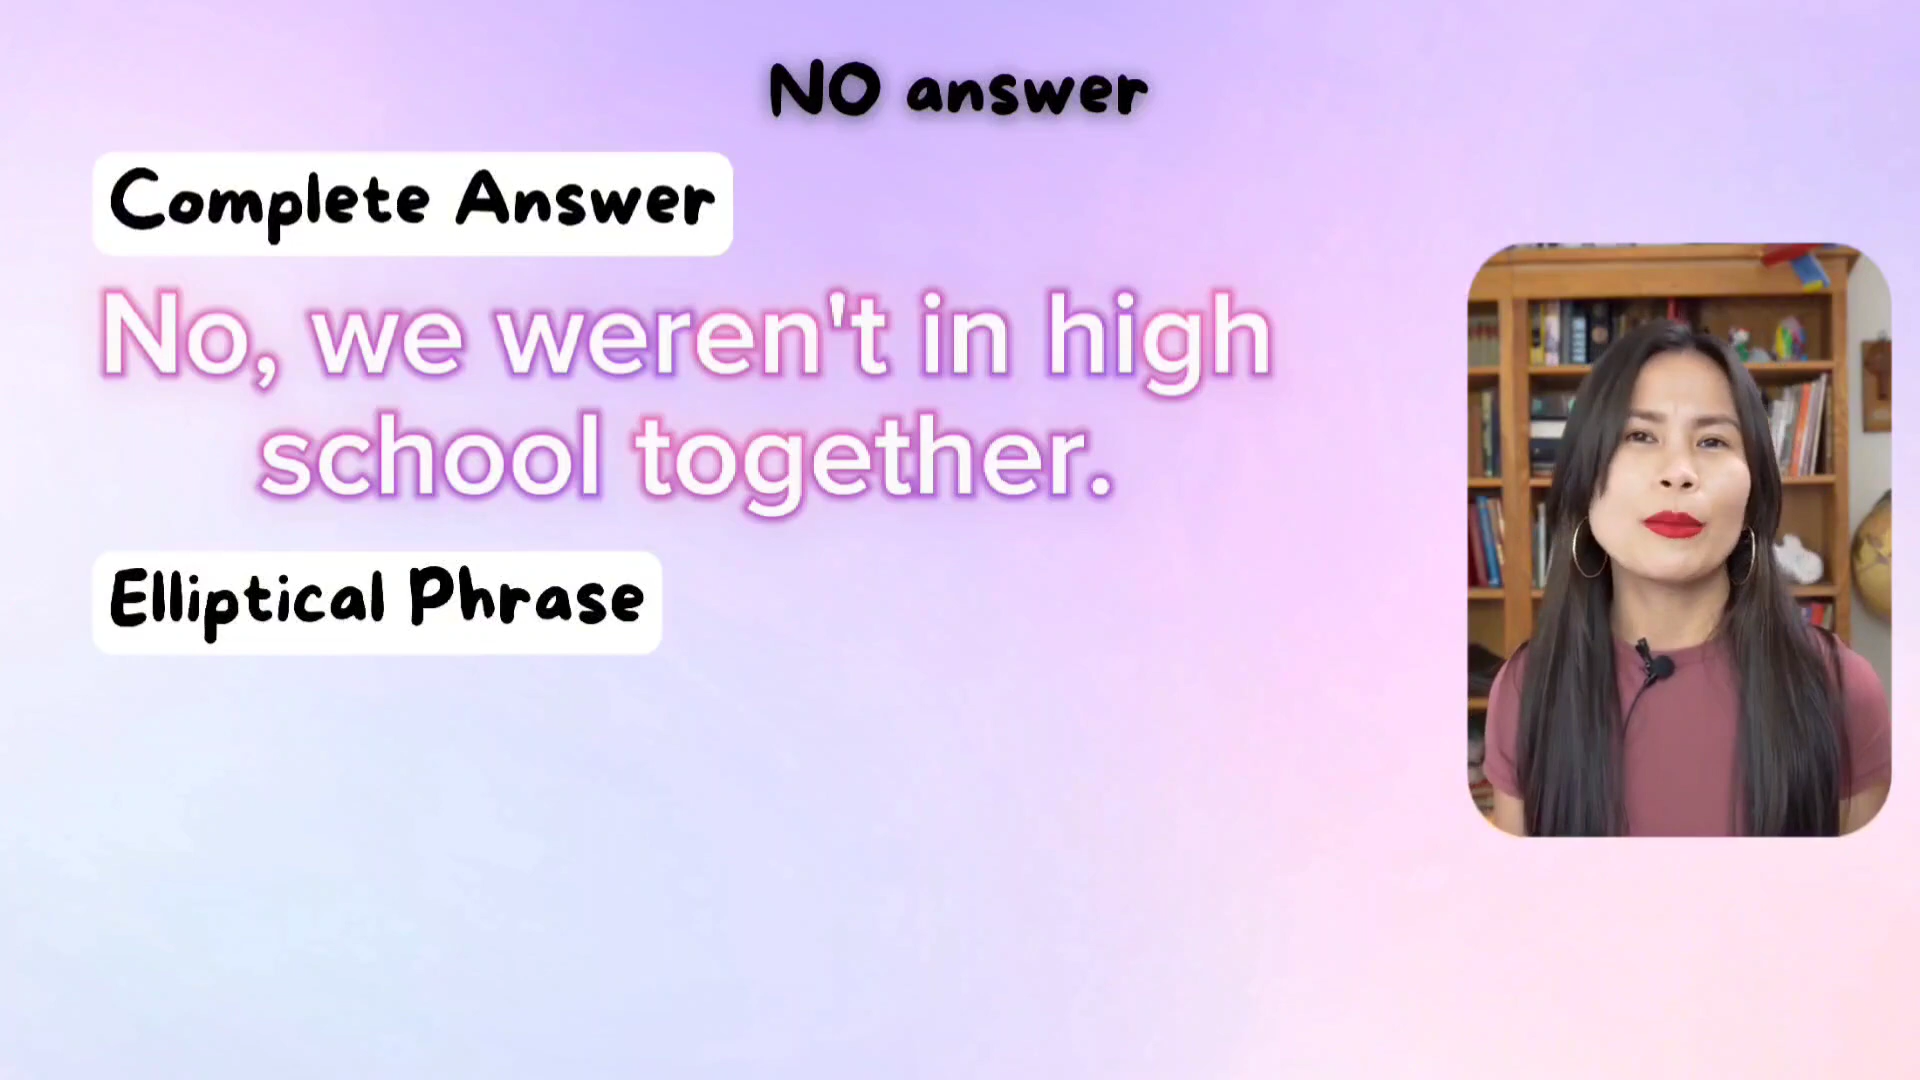 NO answer
Complete Answer
No, we weren't in high
school together.
Elliptical Phrase